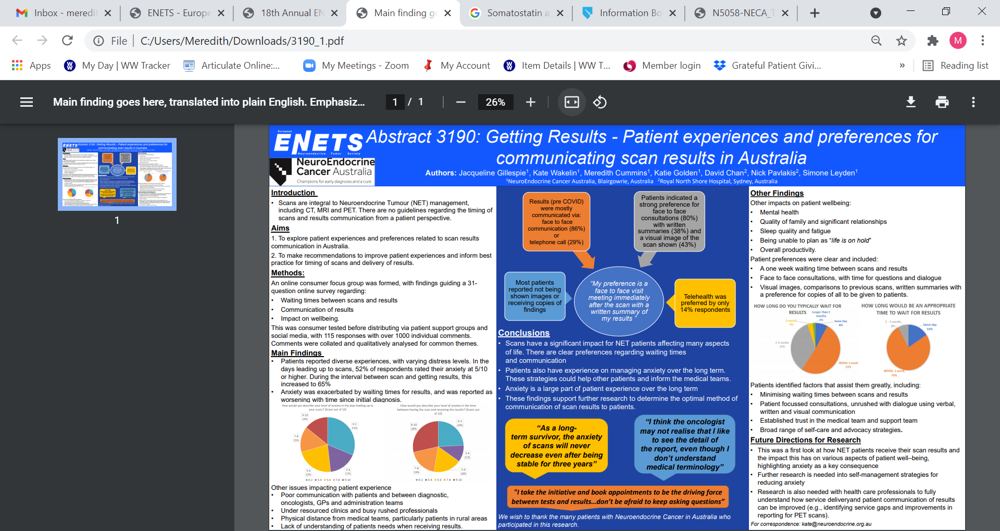 Inbox - meredit
ENETS - Europe
18th Annual EN
Main finding g
Somatostatin a
Information Bo
N5058-NECA_T
File
C:/Users/Meredith/Downloads/3190_1.pdf
M
Apps
My Day | WW Tracker
Articulate Online:...
My Meetings - Zoom
My Account
Item Details | WW T...
Member login
Grateful Patient Givi...
»
Reading list
Main finding goes here, translated into plain English. Emphasiz...
1 / 1
26%
1
European
ENETS
Neuroendocrine Tumor Society
NeuroEndocrine
Cancer Australia
Champions for early diagnosis and a cure
Abstract 3190: Getting Results - Patient experiences and preferences for
communicating scan results in Australia
Authors: Jacqueline Gillespie1, Kate Wakelin1, Meredith Cummins1, Katie Golden1, David Chan2, Nick Pavlakis2, Simone Leyden1
1NeuroEndocrine Cancer Australia, Blairgowrie, Australia 2Royal North Shore Hospital, Sydney, Australia
Introduction
• Scans are integral to Neuroendocrine Tumour (NET) management,
including CT, MRI and PET. There are no guidelines regarding the timing of
scans and results communication from a patient perspective.
Aims
1. To explore patient experiences and preferences related to scan results
communication in Australia.
2. To make recommendations to improve patient experiences and inform best
practice for timing of scans and delivery of results.
Methods:
An online consumer focus group was formed, with findings guiding a 31-
question online survey regarding:
• Waiting times between scans and results
• Communication of results
• Impact on wellbeing.
This was consumer tested before distributing via patient support groups and
social media, with 115 responses with over 1000 individual comments.
Comments were collated and qualitatively analysed for common themes.
Main Findings
• Patients reported diverse experiences, with varying distress levels. In the
days leading up to scans, 52% of respondents rated their anxiety at 5/10
or higher. During the interval between scan and getting results, this
increased to 65%
• Anxiety was exacerbated by waiting times for results, and was reported as
worsening with time since initial diagnosis.
How would you describe your level of anxiety in the days leading up to
your scans? (Score out of 10)
9-10
14%
0-2
31%
7-8
15%
5-6
23%
3-4
17%
0-2 3-4 5-6 7-8 9-10
How would you describe your level of anxiety in the time
between having the scan and receiving the results? (Score out
of 10)
9-10
28%
0-2
24%
3-4
11%
7-8
19%
5-6
18%
0-2 3-4 5-6 7-8 9-10
Other issues impacting patient experience
• Poor communication with patients and between diagnostic,
oncologists, GPs and administration teams
• Under resourced clinics and busy rushed professionals
• Physical distance from medical teams, particularly patients in rural areas
• Lack of understanding of patients needs when receiving results.
Results (pre COVID)
were mostly
communicated via:
face to face
communication (86%)
or
telephone call (29%)
Patients indicated a
strong preference for
face to face
consultations (80%)
with written
summaries (38%) and
a visual image of the
scan shown (43%)
Most patients
reported not being
shown images or
receiving copies of
findings
"My preference is a
face to face visit
meeting immediately
after the scan with a
written summary of
my results "
Telehealth was
preferred by only
14% respondents
Conclusions
• Scans have a significant impact for NET patients affecting many aspects
of life. There are clear preferences regarding waiting times
and communication
• Patients also have experience on managing anxiety over the long term.
These strategies could help other patients and inform the medical teams.
• Anxiety is a large part of patient experience over the long term
• These findings support further research to determine the optimal method of
communication of scan results to patients.
"As a long-
term survivor, the anxiety
of scans will never
decrease even after being
stable for three years"
"I think the oncologist
may not realise that I like
to see the detail of
the report, even though I
don't understand
medical terminology"
"I take the initiative and book appointments to be the driving force
between tests and results...don't be afraid to keep asking questions"
We wish to thank the many patients with Neuroendocrine Cancer in Australia who
participated in this research.
Other Findings
Other impacts on patient wellbeing:
• Mental health
• Quality of family and significant relationships
• Sleep quality and fatigue
• Being unable to plan as "life is on hold"
• Overall productivity.
Patient preferences were clear and included:
• A one week waiting time between scans and results
• Face to face consultations, with time for questions and dialogue
• Visual images, comparisons to previous scans, written summaries with
a preference for copies of all to be given to patients.
HOW LONG DO YOU TYPICALLY WAIT FOR
RESULTS
Longer than 2
months
2%
1 month
4%
Same Day
8%
2-3 weeks
35%
Within 1 week
51%
HOW LONG WOULD BE AN APPROPRIATE
TIME TO WAIT FOR RESULTS
2 - 3 weeks
8%
Same day
16%
Within 1 week
76%
Patients identified factors that assist them greatly, including:
• Minimising waiting times between scans and results
• Patient focussed consultations, unrushed with dialogue using verbal,
written and visual communication
• Established trust in the medical team and support team
• Broad range of self-care and advocacy strategies.
Future Directions for Research
• This was a first look at how NET patients receive their scan results and
the impact this has on various aspects of patient well–being,
highlighting anxiety as a key consequence
• Further research is needed into self-management strategies for
reducing anxiety
• Research is also needed with health care professionals to fully
understand how service deliveryand patient communication of results
can be improved (e.g., identifying service gaps and improvements in
reporting for PET scans).
For correspondence: kate@neuroendocrine.org.au